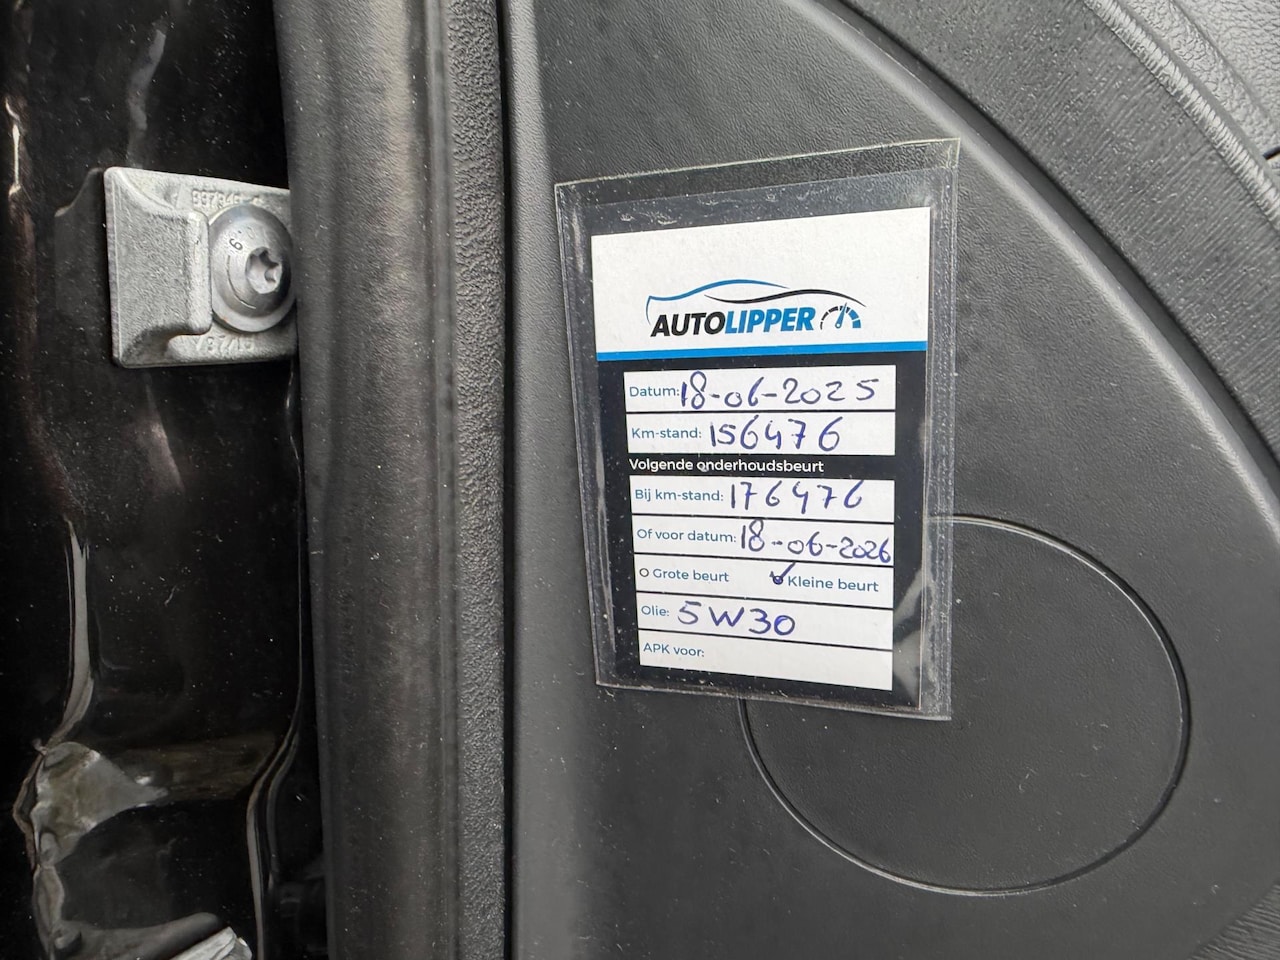 AUTOLIPPER
Datum: 18-06-2025
Km-stand: 156476
Volgende onderhoudsbeurt
Bij km-stand: 176476
Of voor datum: 18-06-2026
Grote beurt Kleine beurt
Olie: 5W30
APK voor:
6